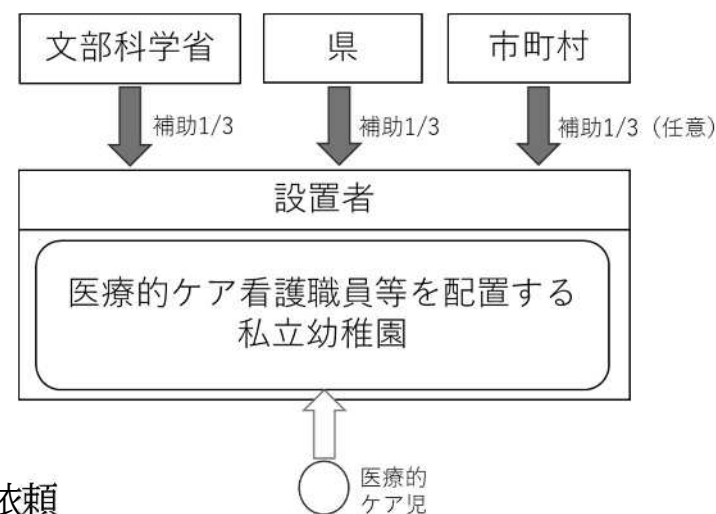 文部科学省
県
市町村
補助1/3
補助1/3
補助1/3（任意）
設置者
医療的ケア看護職員等を配置する
私立幼稚園
医療的
ケア児
依頼